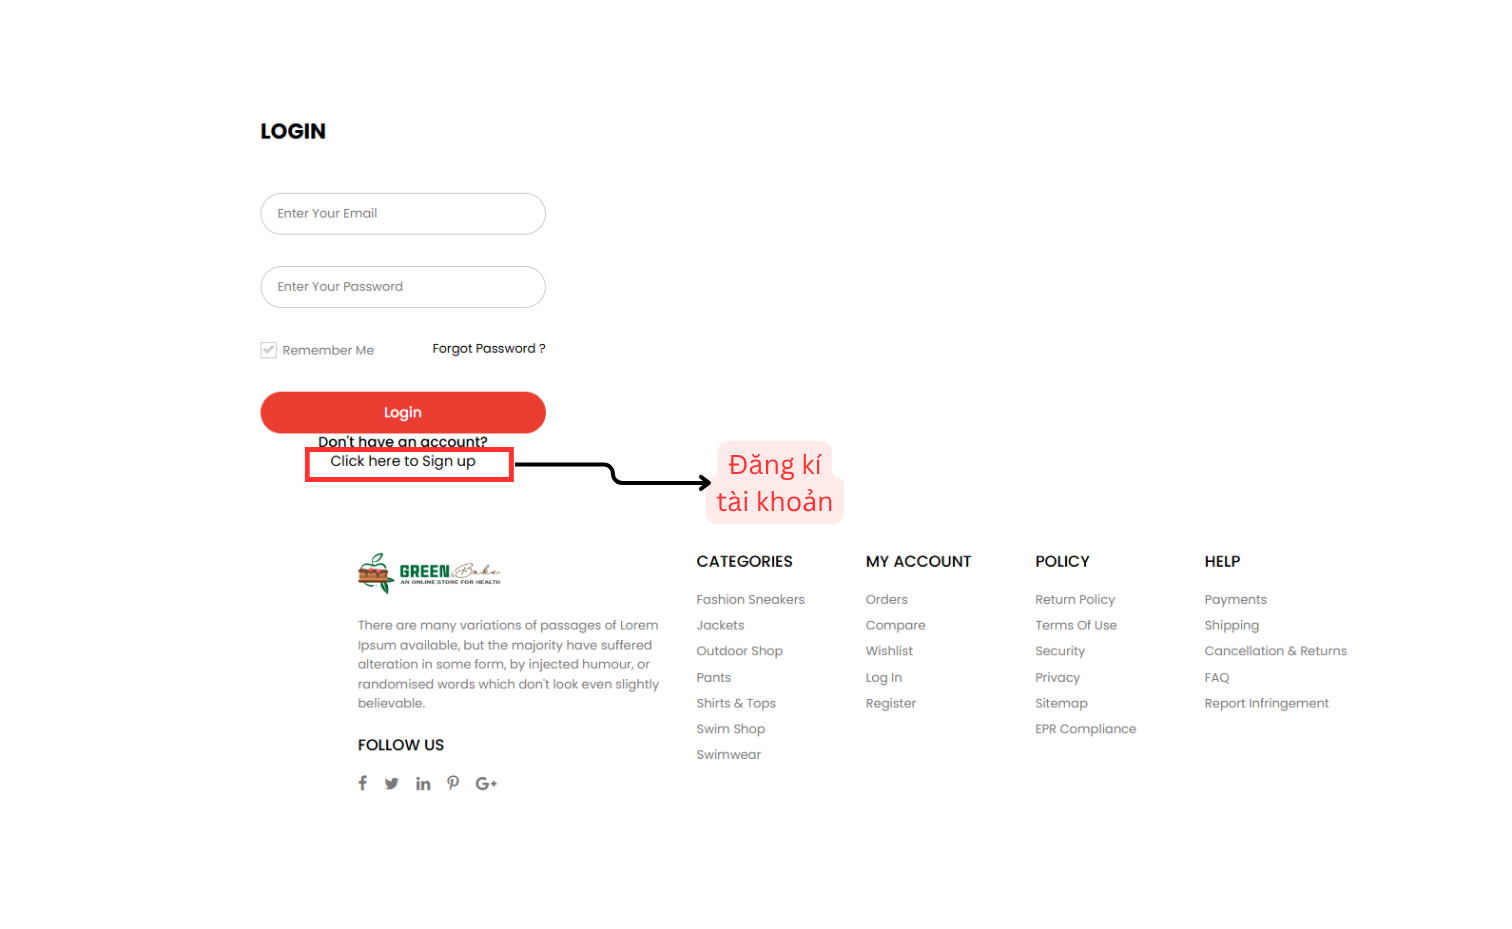 LOGIN
Enter Your Email
Enter Your Password
Remember Me
Forgot Password ?
Login
Don't have an account?
Click here to Sign up
Đăng kí
tài khoản
GREEN Bake
AN ONLINE STORE FOR HEALTH
There are many variations of passages of Lorem
Ipsum available, but the majority have suffered
alteration in some form, by injected humour, or
randomised words which don't look even slightly
believable.
FOLLOW US
CATEGORIES
Fashion Sneakers
Jackets
Outdoor Shop
Pants
Shirts & Tops
Swim Shop
Swimwear
MY ACCOUNT
Orders
Compare
Wishlist
Log In
Register
POLICY
Return Policy
Terms Of Use
Security
Privacy
Sitemap
EPR Compliance
HELP
Payments
Shipping
Cancellation & Returns
FAQ
Report Infringement